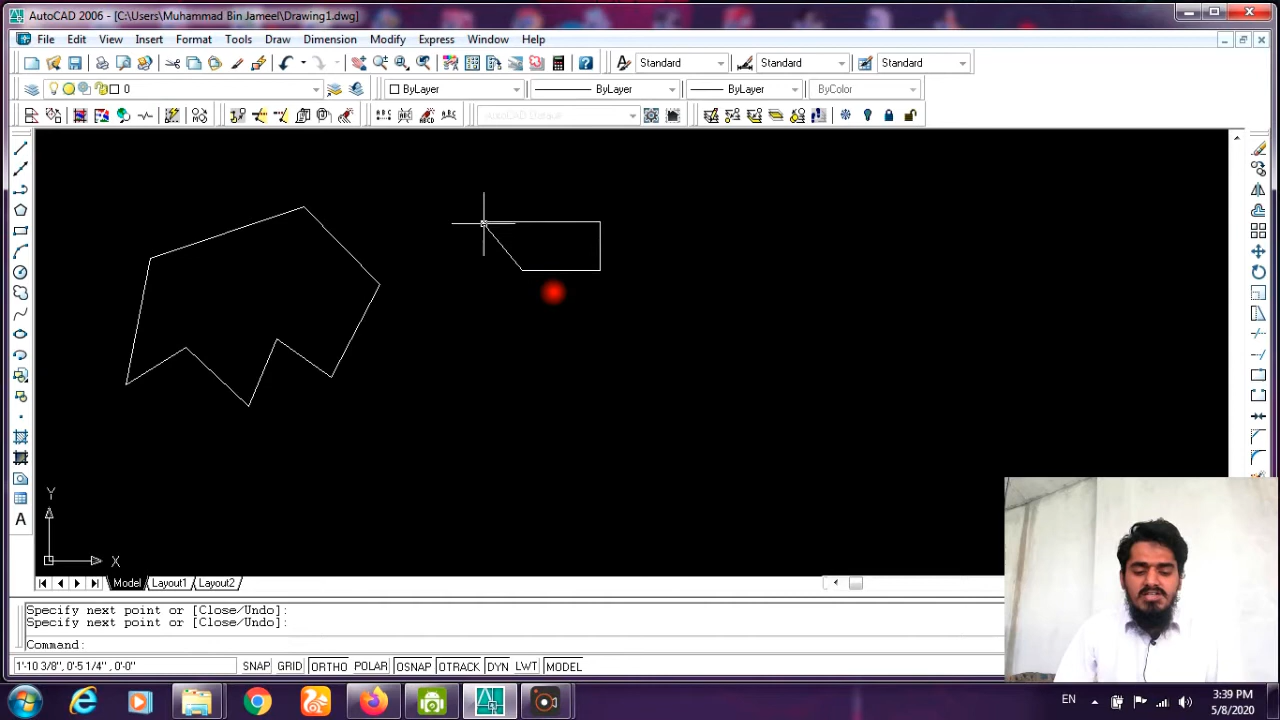 AutoCAD 2006 - [C:\Users\Muhammad Bin Jameel\Drawing1.dwg]
File Edit View Insert Format Tools Draw Dimension Modify Express Window Help
Standard Standard Standard
0 ByLayer ByLayer ByLayer ByColor
AutoCAD Default
A
Y
X
Model Layout1 Layout2
Specify next point or [Close/Undo]:
Specify next point or [Close/Undo]:
Command:
1'-10 3/8", 0'-5 1/4", 0'-0" SNAP GRID ORTHO POLAR OSNAP OTRACK DYN LWT MODEL
EN 3:39 PM
5/8/2020